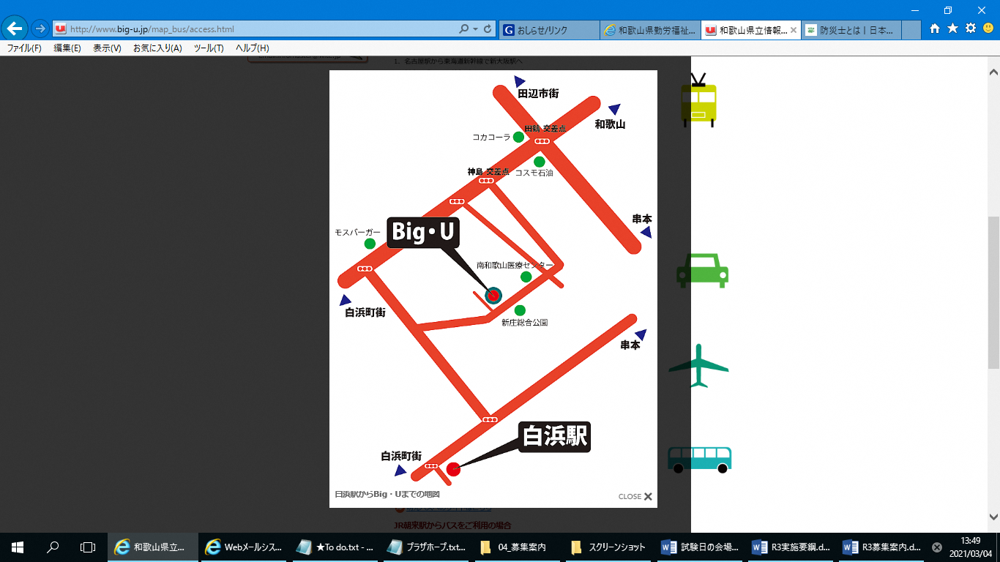 http://www.big-u.jp/map_bus/access.html
おしらせ/リンク
和歌山県勤労福祉...
和歌山県立情報...
防災士とは | 日本...
ファイル(F) 編集(E) 表示(V) お気に入り(A) ツール(T) ヘルプ(H)
1. 名古屋駅から東海道新幹線で新大阪駅へ
田辺市街
和歌山
田鶴 交差点
コカコーラ
神島 交差点
コスモ石油
串本
モスバーガー
Big・U
南和歌山医療センター
白浜町街
新庄総合公園
串本
白浜駅
白浜町街
白浜駅からBig・Uまでの地図
CLOSE
JR朝来駅からバスをご利用の場合
和歌山県立...
Webメールシス...
★To do.txt - ...
プラザホープ.txt...
04_募集案内
スクリーンショット
試験日の会場...
R3実施要綱.d...
R3募集案内.d...
13:49
2021/03/04